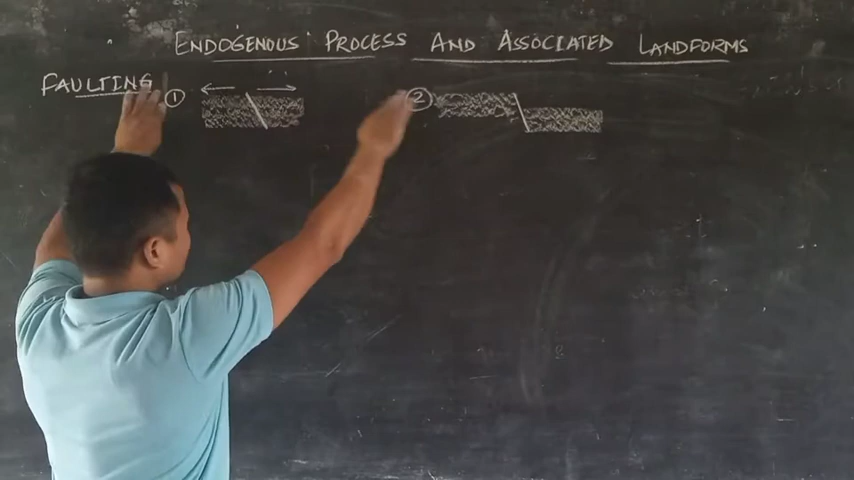 ENDOGENOUS PROCESS AND ASSOCIATED LANDFORMS
FAULTING
1
2